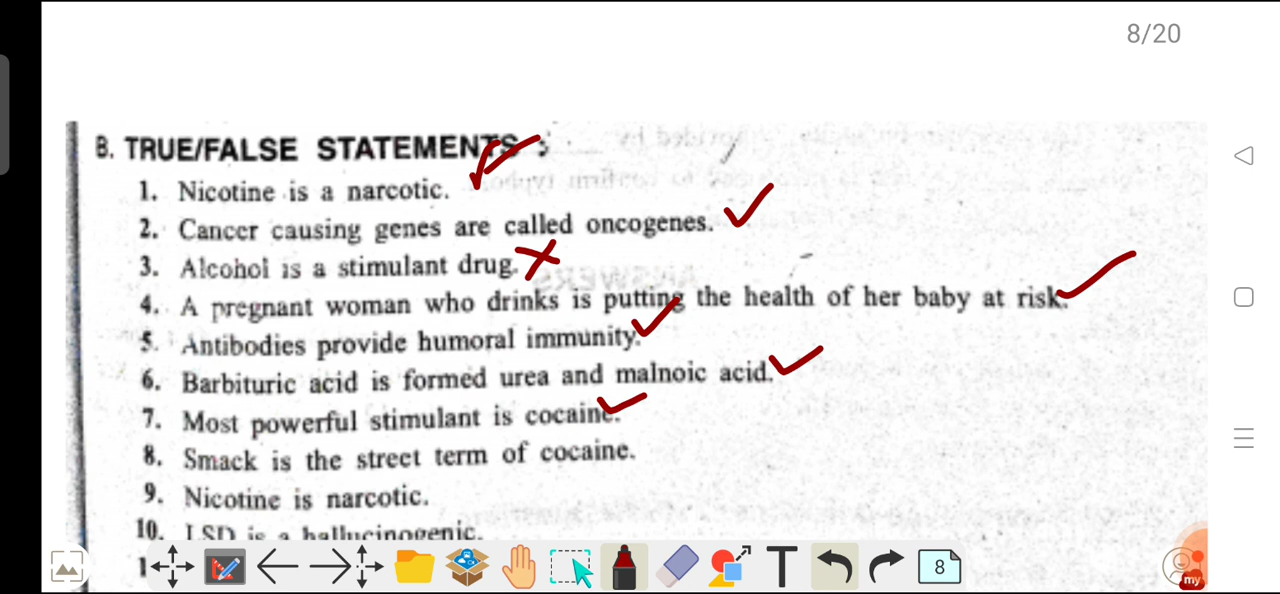 8/20
B. TRUE/FALSE STATEMENTS :
1. Nicotine is a narcotic.
2. Cancer causing genes are called oncogenes.
3. Alcohol is a stimulant drug.
ANSWERS
4. A pregnant woman who drinks is putting the health of her baby at risk.
5. Antibodies provide humoral immunity.
6. Barbituric acid is formed urea and malnoic acid.
7. Most powerful stimulant is cocaine.
8. Smack is the street term of cocaine.
9. Nicotine is narcotic.
10. LSD is a hallucinogenic.
T
8
my